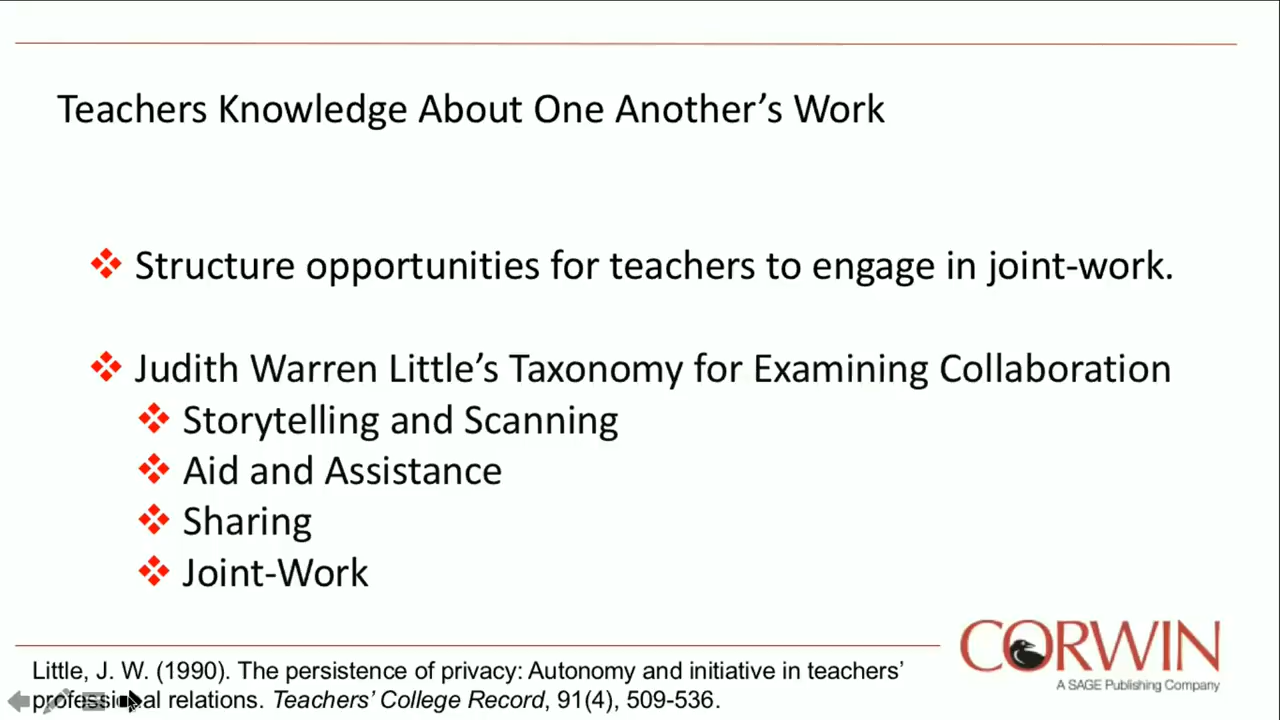 Teachers Knowledge About One Another’s Work
Structure opportunities for teachers to engage in joint-work.
Judith Warren Little’s Taxonomy for Examining Collaboration
Storytelling and Scanning
Aid and Assistance
Sharing
Joint-Work
Little, J. W. (1990). The persistence of privacy: Autonomy and initiative in teachers’
professional relations. Teachers’ College Record, 91(4), 509-536.
CORWIN
A SAGE Publishing Company